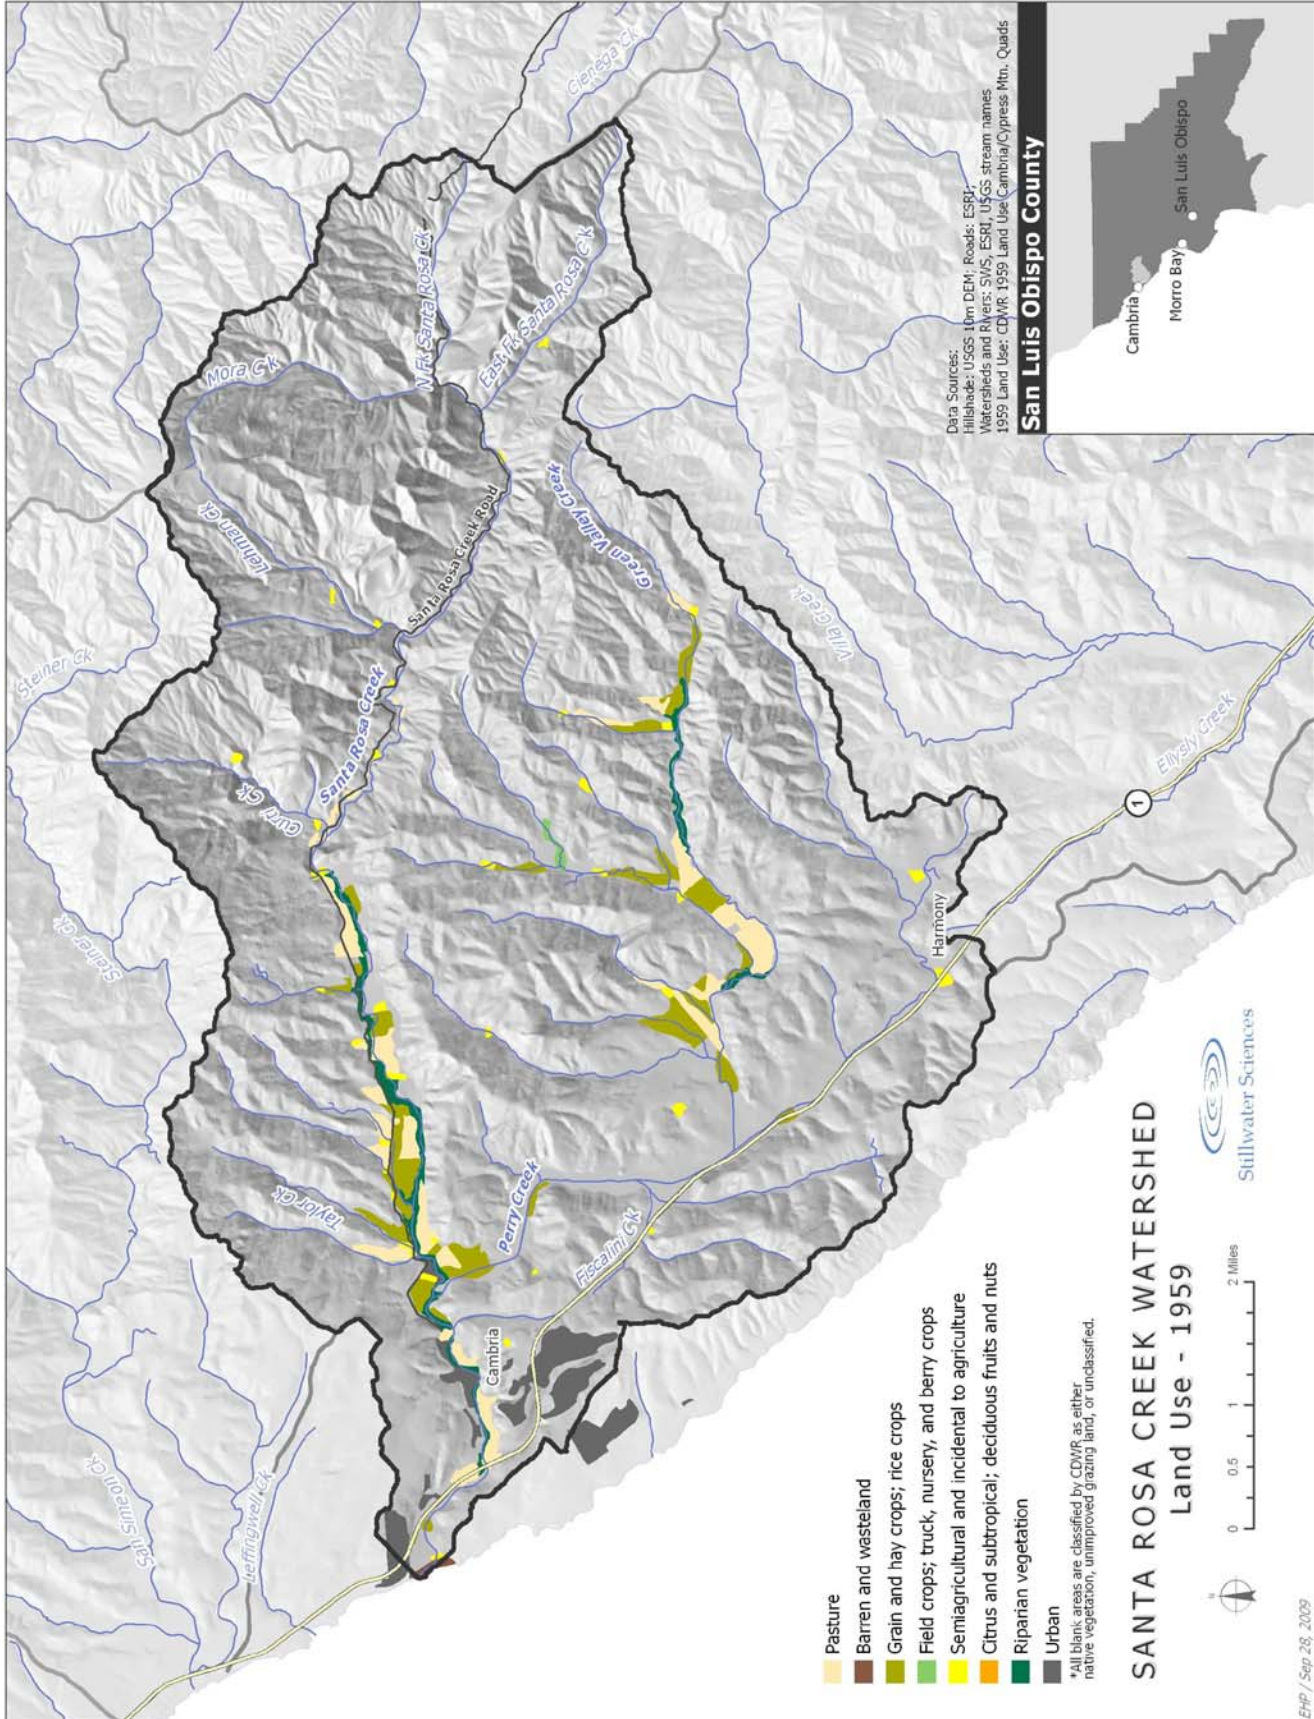 Steiner Ck
Steiner Ck
San Simeon Ck
Leffingwell Ck
Taylor Ck
Curti Ck
Lehman Ck
Mora Ck
N Fk Santa Rosa Ck
East Fk Santa Rosa Ck
Cienega Ck
Santa Rosa Creek
Santa Rosa Creek Road
Green Valley Creek
Perry Creek
Fiscalini Ck
Villa Creek
Ellysly Creek
Cambria
Harmony
1
Pasture
Barren and wasteland
Grain and hay crops; rice crops
Field crops; truck, nursery, and berry crops
Semiagricultural and incidental to agriculture
Citrus and subtropical; deciduous fruits and nuts
Riparian vegetation
Urban
*All blank areas are classified by CDWR as either
native vegetation, unimproved grazing land, or unclassified.
SANTA ROSA CREEK WATERSHED
Land Use - 1959
N
0 0.5 1 2 Miles
Stillwater Sciences
EHP / Sep 28, 2009
Data Sources:
Hillshade: USGS 10m DEM; Roads: ESRI;
Watersheds and Rivers: SWS, ESRI, USGS stream names
1959 Land Use: CDWR 1959 Land Use Cambria/Cypress Mtn. Quads
San Luis Obispo County
Cambria
Morro Bay
San Luis Obispo